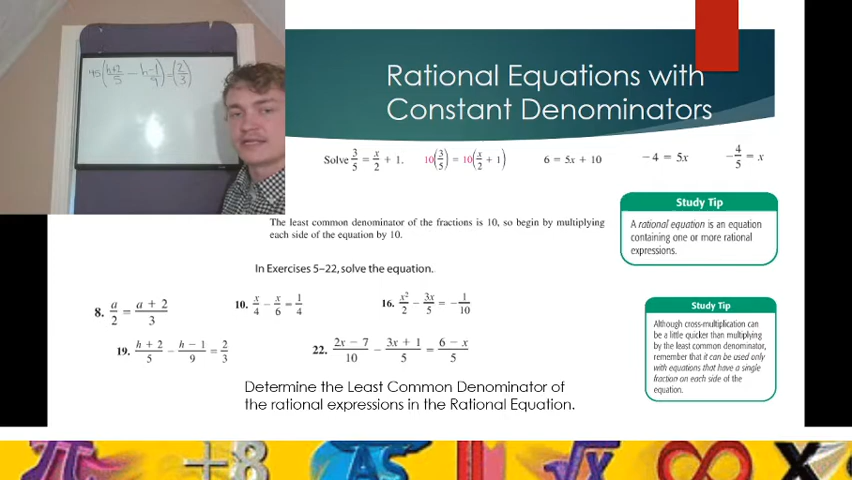 45(h+2/5 - h-1/9) = (2/3)
Rational Equations with
Constant Denominators
Solve 3/5 = x/2 + 1. 10(3/5) = 10(x/2 + 1) 6 = 5x + 10 −4 = 5x −4/5 = x
The least common denominator of the fractions is 10, so begin by multiplying
each side of the equation by 10.
Study Tip
A rational equation is an equation
containing one or more rational
expressions.
In Exercises 5–22, solve the equation.
8. a/2 = a + 2/3
10. x/4 − x/6 = 1/4
16. x²/2 − 3x/5 = −1/10
19. h + 2/5 − h − 1/9 = 2/3
22. 2x − 7/10 − 3x + 1/5 = 6 − x/5
Study Tip
Although cross-multiplication can
be a little quicker than multiplying
by the least common denominator,
remember that it can be used only
with equations that have a single
fraction on each side of the
equation.
Determine the Least Common Denominator of
the rational expressions in the Rational Equation.
π +8 AS √x ∞ %